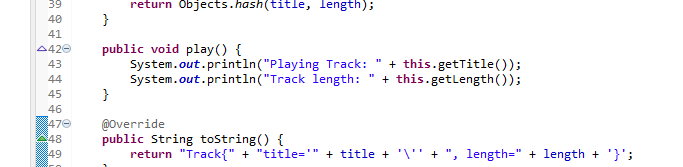 39 return Objects.hash(title, length);
40 }
41
42 public void play() {
43 System.out.println("Playing Track: " + this.getTitle());
44 System.out.println("Track length: " + this.getLength());
45 }
46
47 @Override
48 public String toString() {
49 return "Track{" + "title='" + title + '\'' + ", length=" + length + '}';